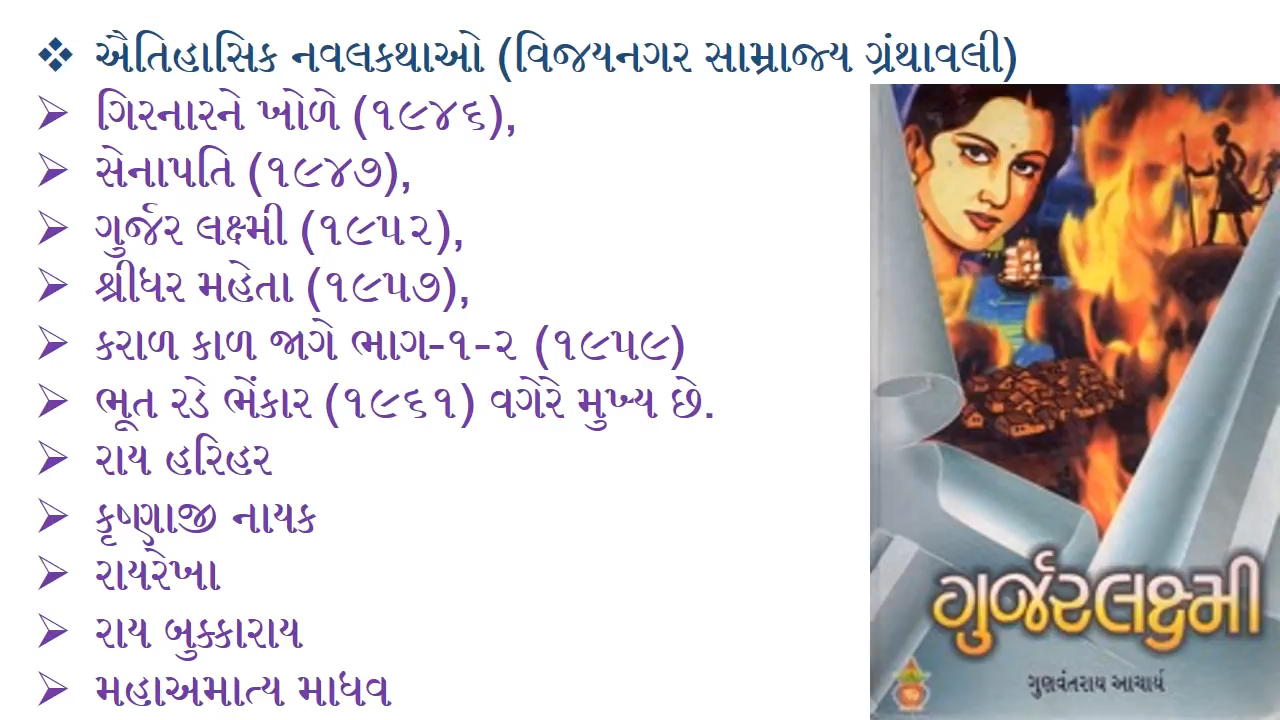 ❖ ઐતિહાસિક નવલકથાઓ (વિજયનગર સામ્રાજ્ય ગ્રંથાવલી)
➢ ગિરનારને ખોળે (૧૯૪૬),
➢ સેનાપતિ (૧૯૪૭),
➢ ગુર્જર લક્ષ્મી (૧૯૫૨),
➢ શ્રીધર મહેતા (૧૯૫૭),
➢ કરાળ કાળ જાગે ભાગ-૧-૨ (૧૯૫૯)
➢ ભૂત રડે ભેંકાર (૧૯૬૧) વગેરે મુખ્ય છે.
➢ રાય હરિહર
➢ કૃષ્ણાજી નાયક
➢ રાયરેખા
➢ રાય બુક્કારાય
➢ મહાઅમાત્ય માધવ
ગુર્જરલક્ષ્મી
ગુણવંતરાય આચાર્ય